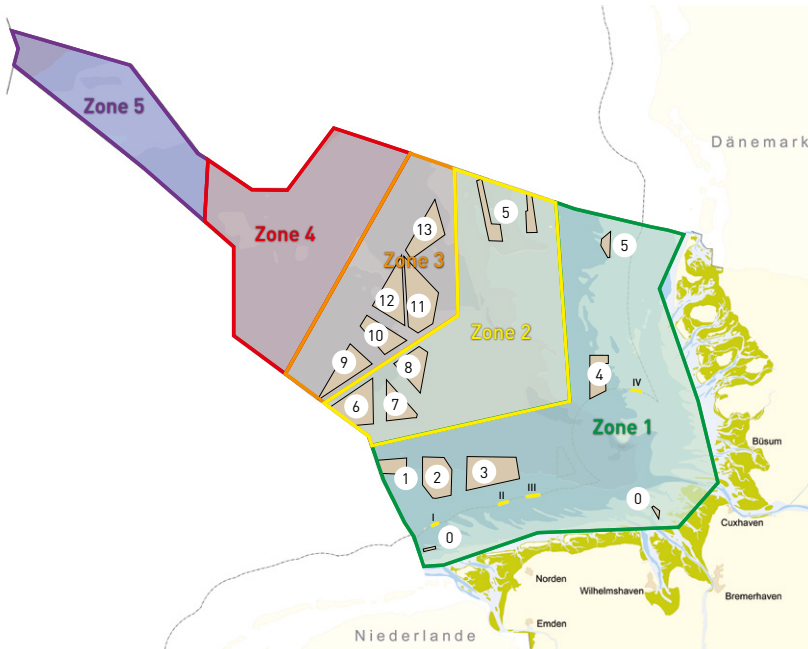 Zone 5
Dänemark
Zone 4
5
13
5
Zone 3
12
11
10
Zone 2
9
8
4
IV
6
7
Zone 1
Büsum
1
2
3
I
II
III
0
0
Cuxhaven
Norden
Wilhelmshaven
Bremerhaven
Emden
Niederlande